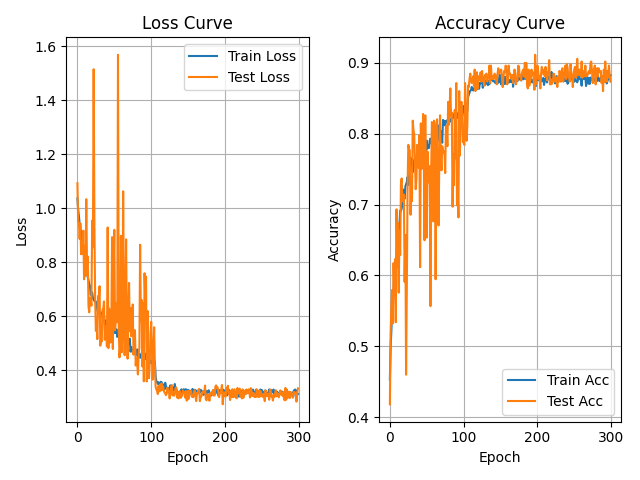 Loss Curve
Train Loss
Test Loss
1.6
1.4
1.2
1.0
0.8
0.6
0.4
Loss
0
100
200
300
Epoch
Accuracy Curve
Train Acc
Test Acc
0.9
0.8
0.7
0.6
0.5
0.4
Accuracy
0
100
200
300
Epoch